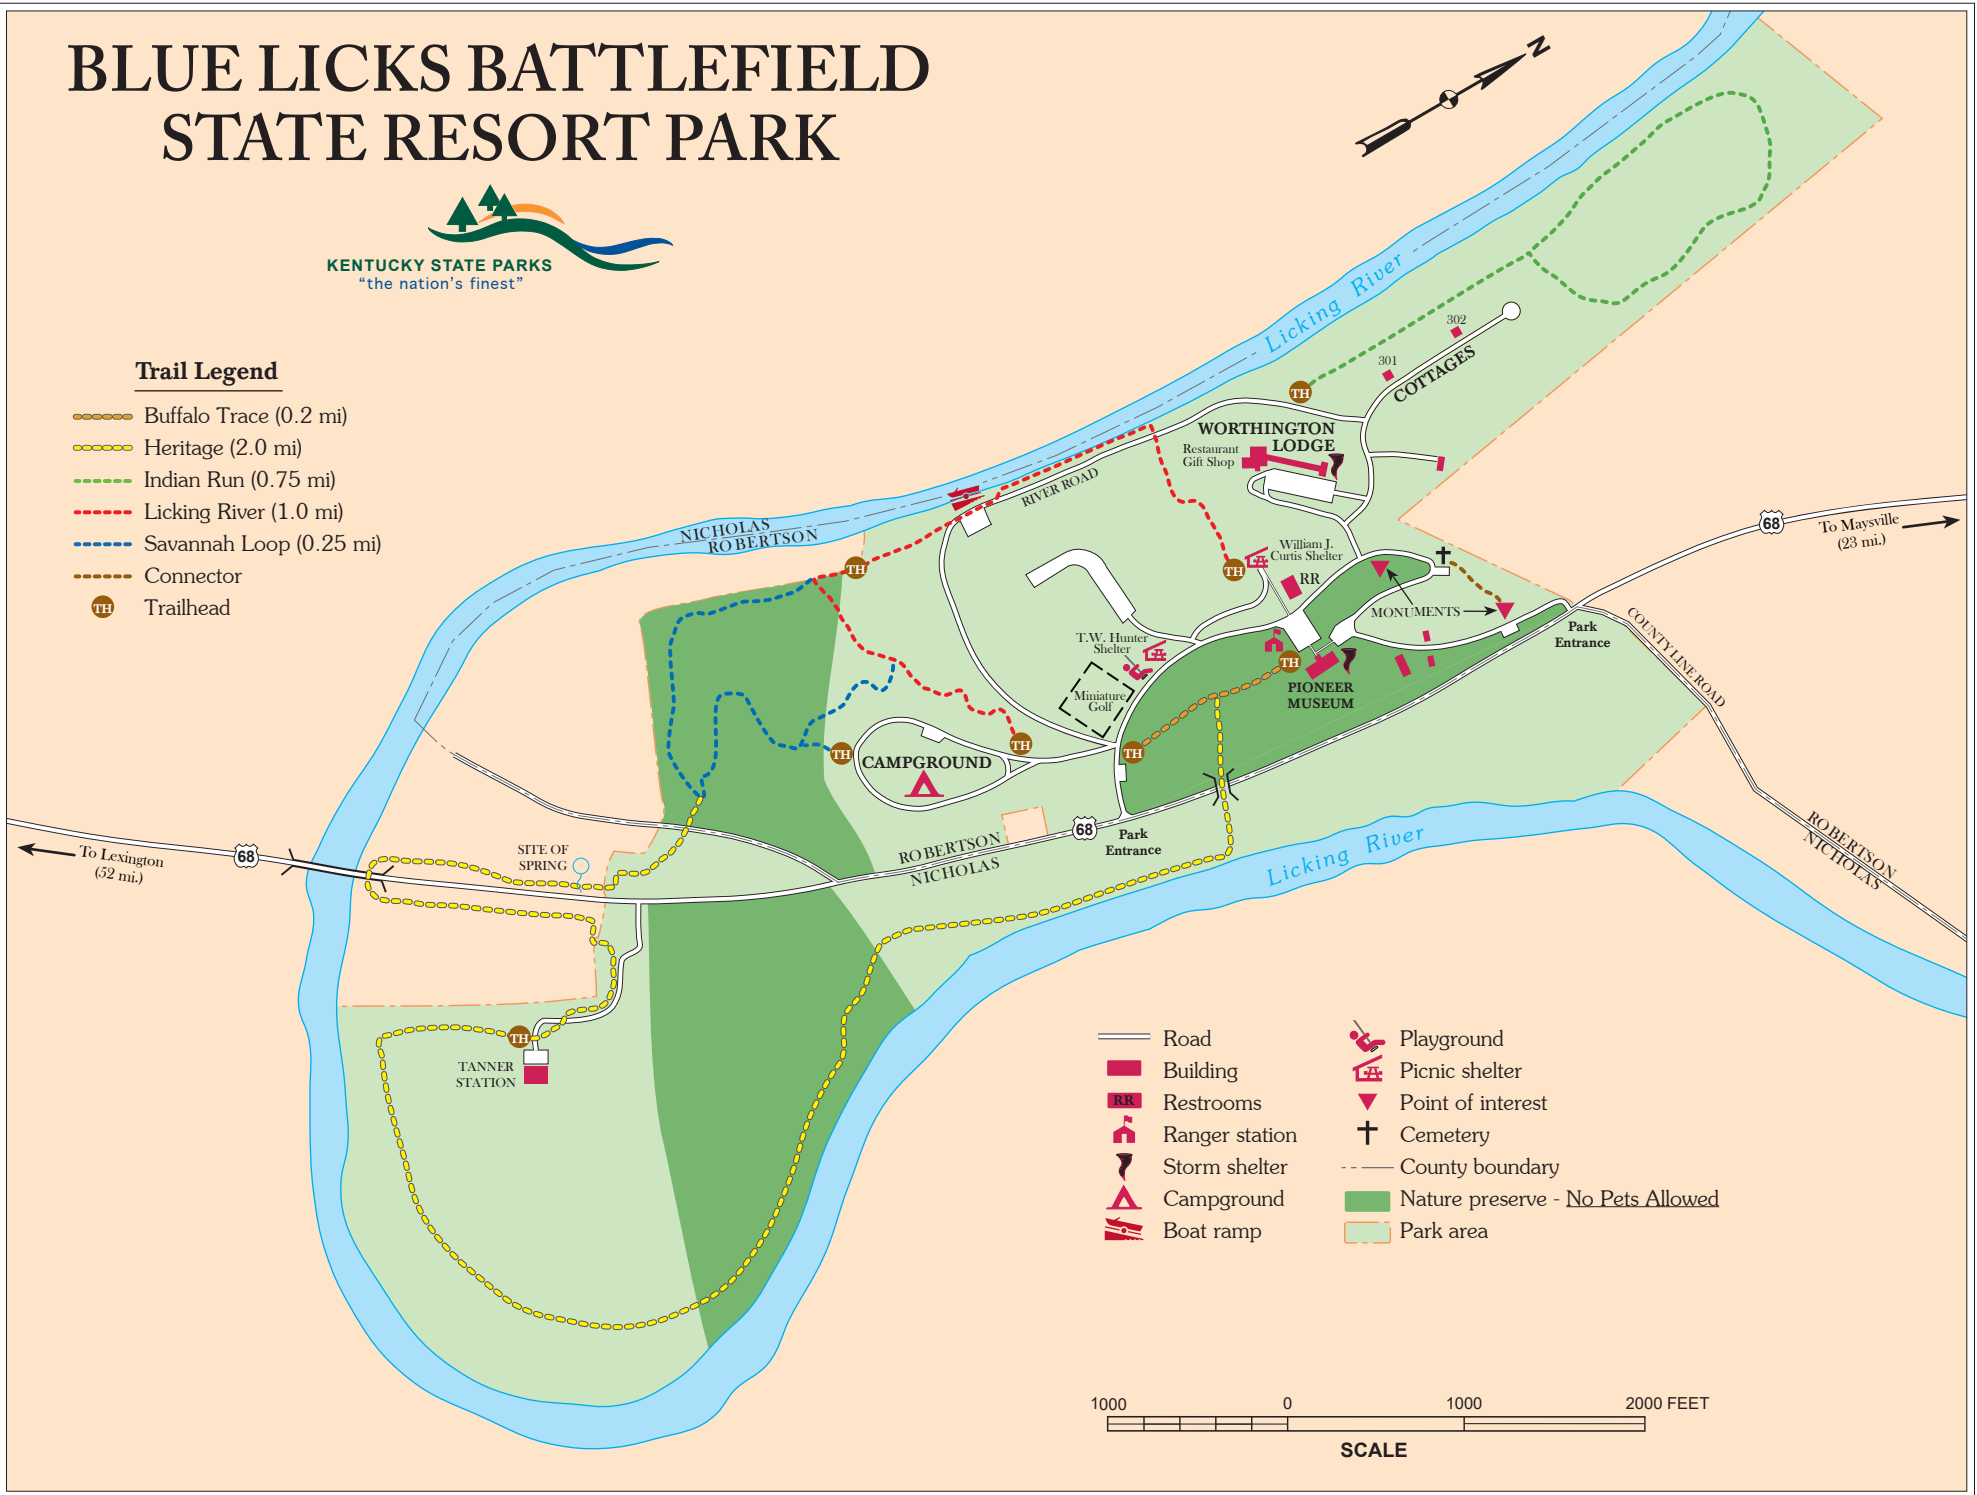 BLUE LICKS BATTLEFIELD
STATE RESORT PARK
N
KENTUCKY STATE PARKS
“the nation’s finest”
Trail Legend
Buffalo Trace (0.2 mi)
Heritage (2.0 mi)
Indian Run (0.75 mi)
Licking River (1.0 mi)
Savannah Loop (0.25 mi)
Connector
TH Trailhead
Licking River
302
301
COTTAGES
TH
WORTHINGTON
LODGE
Restaurant
Gift Shop
RIVER ROAD
NICHOLAS
ROBERTSON
68
To Maysville
(23 mi.)
William J.
Curtis Shelter
TH
TH
RR
MONUMENTS
Park
Entrance
COUNTY LINE ROAD
T.W. Hunter
Shelter
TH
PIONEER
MUSEUM
Miniature
Golf
TH
TH
TH
CAMPGROUND
68
Park
Entrance
ROBERTSON
NICHOLAS
Licking River
ROBERTSON
NICHOLAS
SITE OF
SPRING
68
To Lexington
(52 mi.)
TH
TANNER
STATION
Road
Building
RR Restrooms
Ranger station
Storm shelter
Campground
Boat ramp
Playground
Picnic shelter
Point of interest
Cemetery
County boundary
Nature preserve - No Pets Allowed
Park area
1000 0 1000 2000 FEET
SCALE